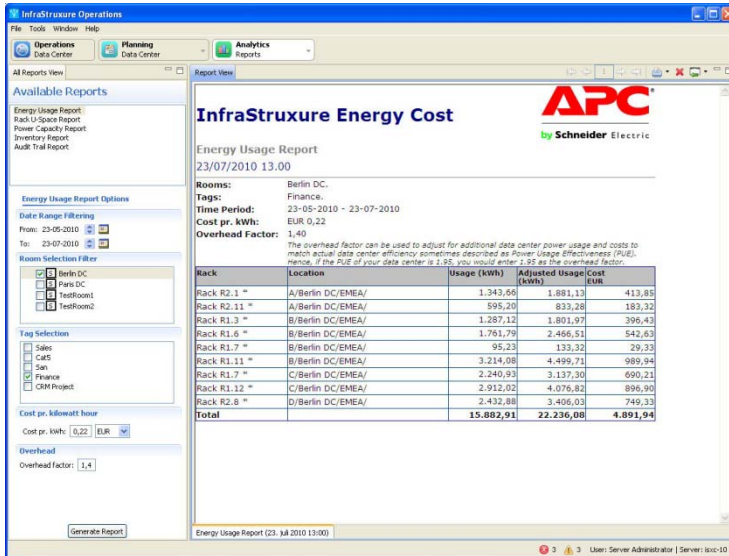 InfraStruxure Operations
File Tools Window Help
Operations
Data Center
Planning
Data Center
Analytics
Reports
All Reports View
Available Reports
Energy Usage Report
Rack U-Space Report
Power Capacity Report
Inventory Report
Audit Trail Report
Energy Usage Report Options
Date Range Filtering
From: 23-05-2010
To: 23-07-2010
Room Selection Filter
S Berlin DC
S Paris DC
S TestRoom1
S TestRoom2
Tag Selection
Sales
Cat5
San
Finance
CRM Project
Cost pr. kilowatt hour
Cost pr. kWh: 0,22 EUR
Overhead
Overhead factor: 1,4
Generate Report
Report View
1
InfraStruxure Energy Cost
APC
by Schneider Electric
Energy Usage Report
23/07/2010 13.00
Rooms: Berlin DC.
Tags: Finance.
Time Period: 23-05-2010 - 23-07-2010
Cost pr. kWh: EUR 0,22
Overhead Factor: 1,40
The overhead factor can be used to adjust for additional data center power usage and costs to
match actual data center efficiency sometimes described as Power Usage Effectiveness (PUE).
Hence, if the PUE of your data center is 1.95, you would enter 1.95 as the overhead factor.
Rack Location Usage (kWh) Adjusted Usage (kWh) Cost EUR
Rack R2.1 * A/Berlin DC/EMEA/ 1.343,66 1.881,13 413,85
Rack R2.11 * A/Berlin DC/EMEA/ 595,20 833,28 183,32
Rack R1.3 * B/Berlin DC/EMEA/ 1.287,12 1.801,97 396,43
Rack R1.6 * B/Berlin DC/EMEA/ 1.761,79 2.466,51 542,63
Rack R1.7 * B/Berlin DC/EMEA/ 95,23 133,32 29,33
Rack R1.11 * B/Berlin DC/EMEA/ 3.214,08 4.499,71 989,94
Rack R1.7 * C/Berlin DC/EMEA/ 2.240,93 3.137,30 690,21
Rack R1.12 * C/Berlin DC/EMEA/ 2.912,02 4.076,82 896,90
Rack R2.8 * D/Berlin DC/EMEA/ 2.432,88 3.406,03 749,33
Total 15.882,91 22.236,08 4.891,94
Energy Usage Report (23. juli 2010 13:00)
3 3 User: Server Administrator | Server: isxc-10